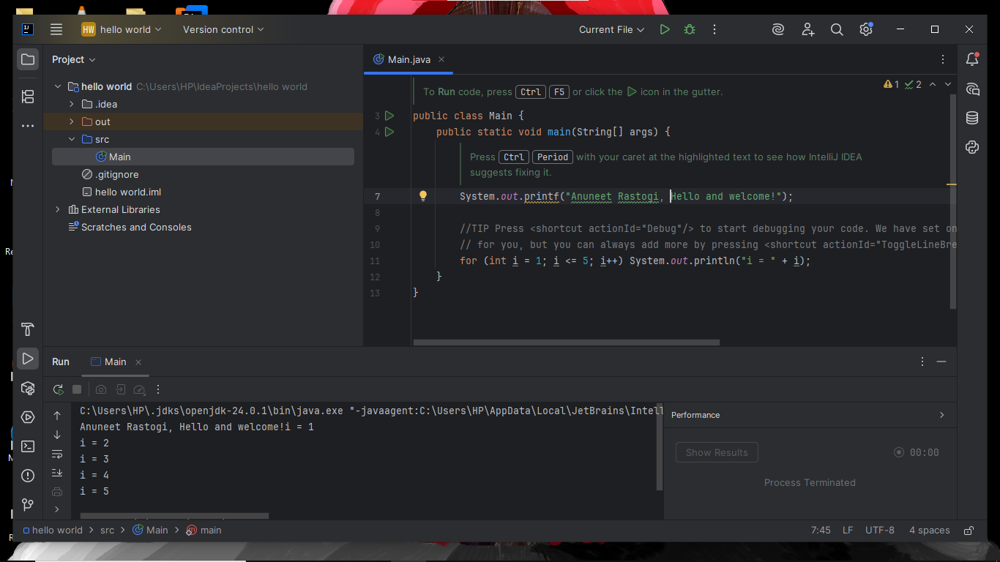 HW hello world Version control Current File
Project
Main.java
hello world C:\Users\HP\IdeaProjects\hello world
.idea
out
src
Main
.gitignore
hello world.iml
External Libraries
Scratches and Consoles
1 2
To Run code, press Ctrl F5 or click the icon in the gutter.
3 public class Main {
4 public static void main(String[] args) {
Press Ctrl Period with your caret at the highlighted text to see how IntelliJ IDEA
suggests fixing it.
7 System.out.printf("Anuneet Rastogi, Hello and welcome!");
8
9 //TIP Press <shortcut actionId="Debug"/> to start debugging your code. We have set on
10 // for you, but you can always add more by pressing <shortcut actionId="ToggleLineBre
11 for (int i = 1; i <= 5; i++) System.out.println("i = " + i);
12 }
13 }
Run Main
C:\Users\HP\.jdks\openjdk-24.0.1\bin\java.exe "-javaagent:C:\Users\HP\AppData\Local\JetBrains\Intell
Anuneet Rastogi, Hello and welcome!i = 1
i = 2
i = 3
i = 4
i = 5
Performance
Show Results 00:00
Process Terminated
hello world > src > Main > main 7:45 LF UTF-8 4 spaces